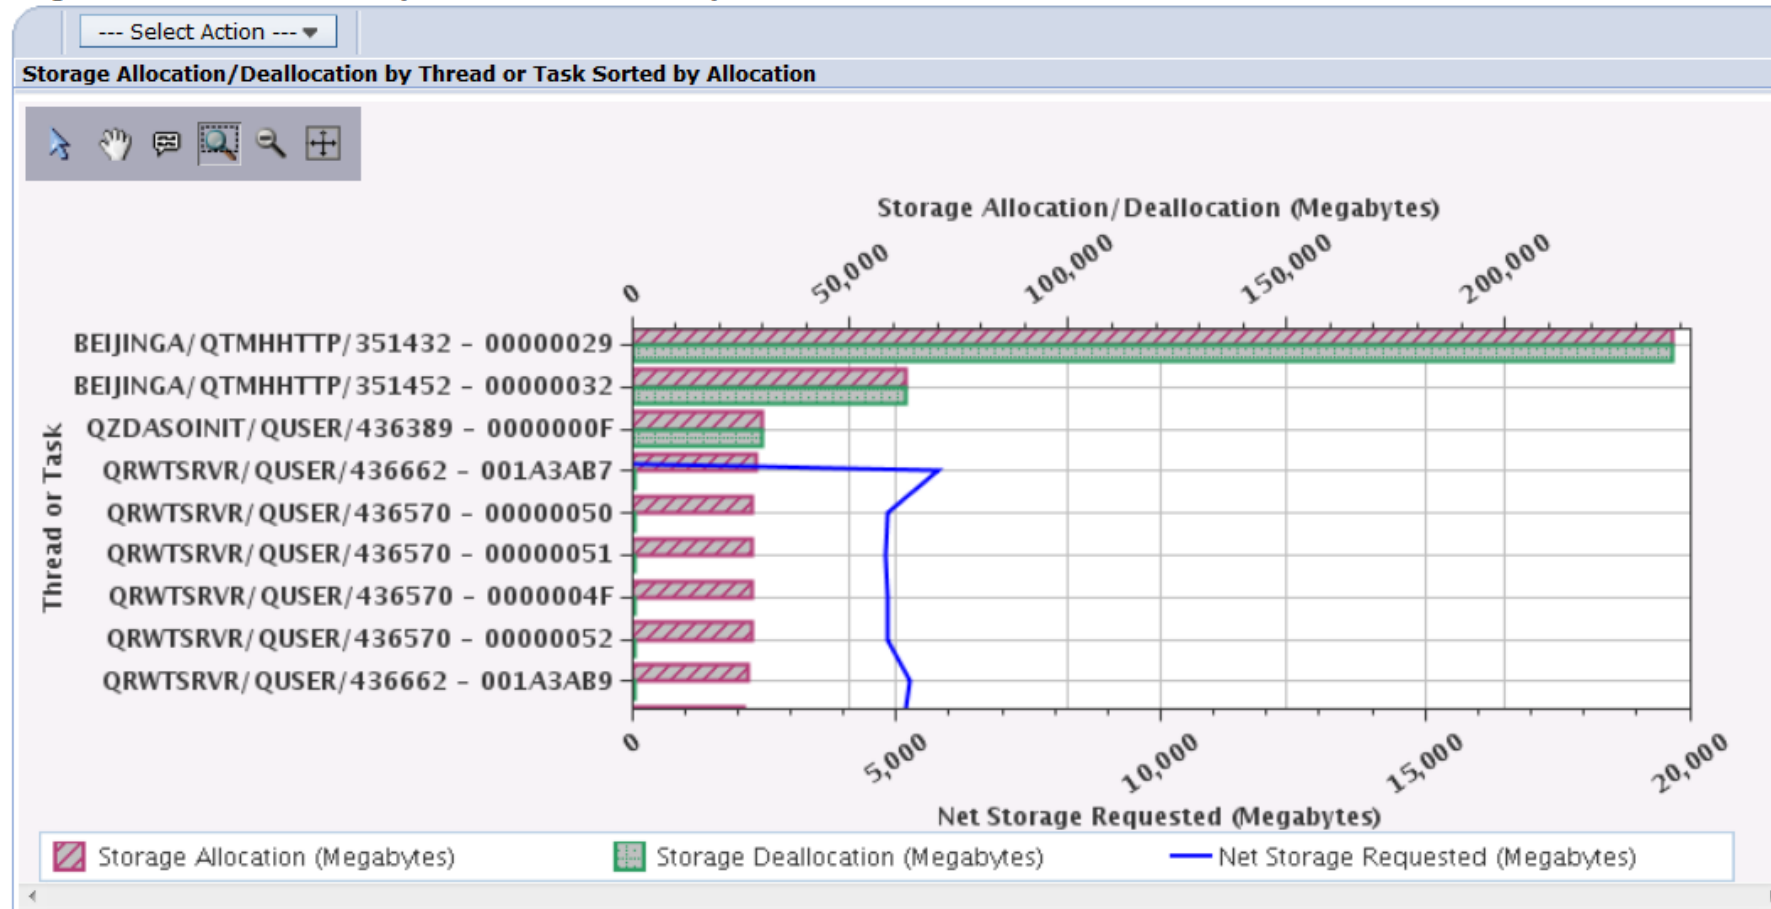 --- Select Action ---
Storage Allocation/Deallocation by Thread or Task Sorted by Allocation
Storage Allocation/Deallocation (Megabytes)
0 50,000 100,000 150,000 200,000
Thread or Task
BEIJINGA/QTMHHTTP/351432 - 00000029
BEIJINGA/QTMHHTTP/351452 - 00000032
QZDASOINIT/QUSER/436389 - 0000000F
QRWTSRVR/QUSER/436662 - 001A3AB7
QRWTSRVR/QUSER/436570 - 00000050
QRWTSRVR/QUSER/436570 - 00000051
QRWTSRVR/QUSER/436570 - 0000004F
QRWTSRVR/QUSER/436570 - 00000052
QRWTSRVR/QUSER/436662 - 001A3AB9
0 5,000 10,000 15,000 20,000
Net Storage Requested (Megabytes)
Storage Allocation (Megabytes) Storage Deallocation (Megabytes) Net Storage Requested (Megabytes)